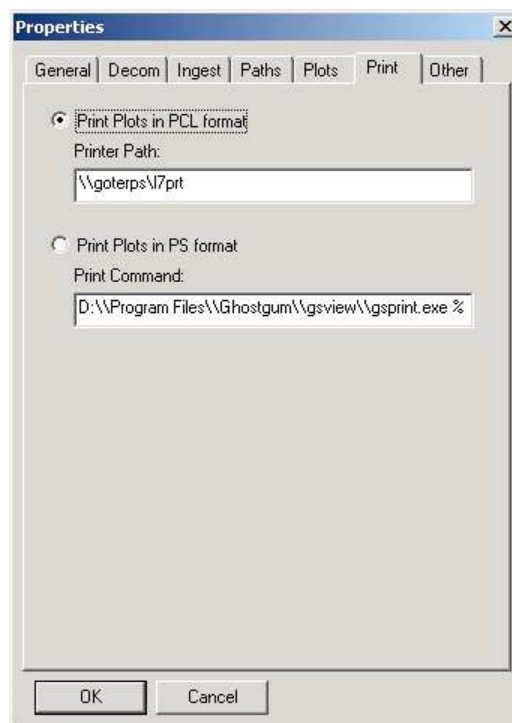 Properties
General Decom Ingest Paths Plots Print Other
Print Plots in PCL format
Printer Path:
\\goterps\l7prt
Print Plots in PS format
Print Command:
D:\\Program Files\\Ghostgum\\gsview\\gsprint.exe %
OK Cancel